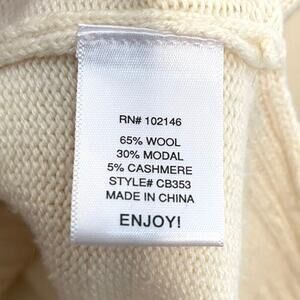 RN# 102146
65% WOOL
30% MODAL
5% CASHMERE
STYLE# CB353
MADE IN CHINA
ENJOY!